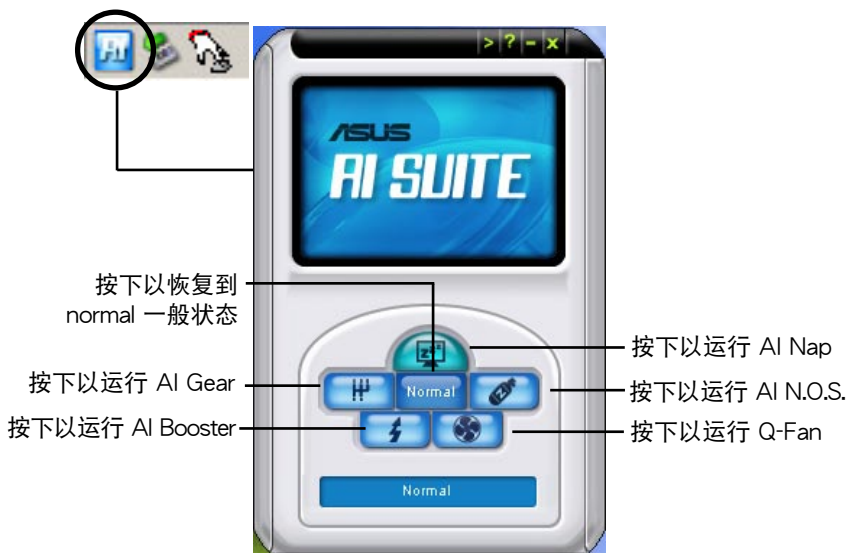 > ? - x
ASUS
AI SUITE
按下以恢复到
normal 一般状态
按下以运行 AI Nap
按下以运行 AI Gear
Normal
按下以运行 AI N.O.S.
按下以运行 AI Booster
按下以运行 Q-Fan
Normal